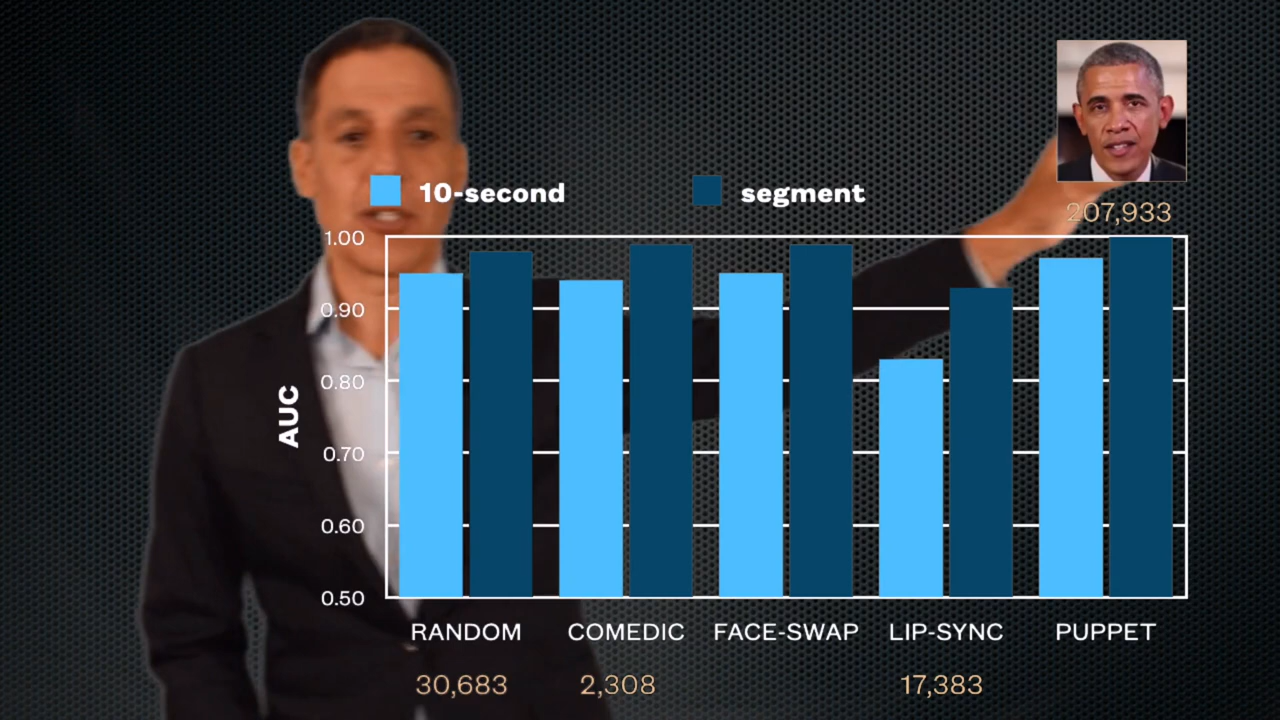 10-second segment
207,933
1.00
0.90
0.80
0.70
0.60
0.50
AUC
RANDOM COMEDIC FACE-SWAP LIP-SYNC PUPPET
30,683 2,308 17,383